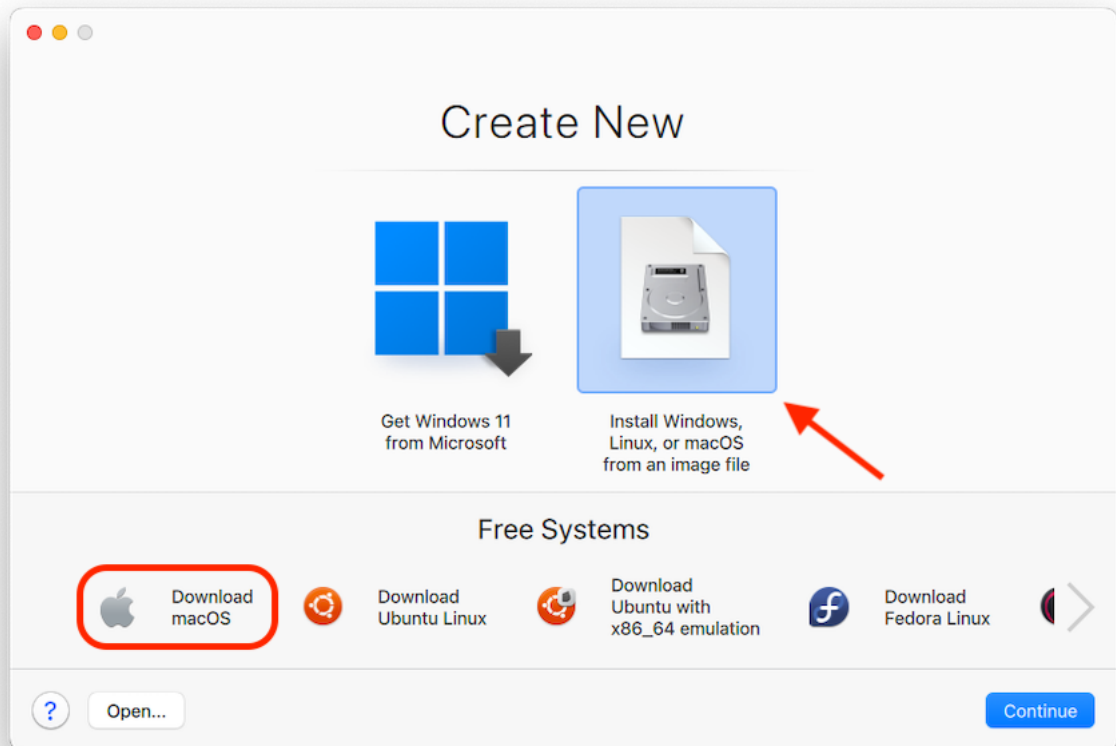 Create New
Get Windows 11
from Microsoft
Install Windows,
Linux, or macOS
from an image file
Free Systems
Download
macOS
Download
Ubuntu Linux
Download
Ubuntu with
x86_64 emulation
Download
Fedora Linux
?
Open...
Continue